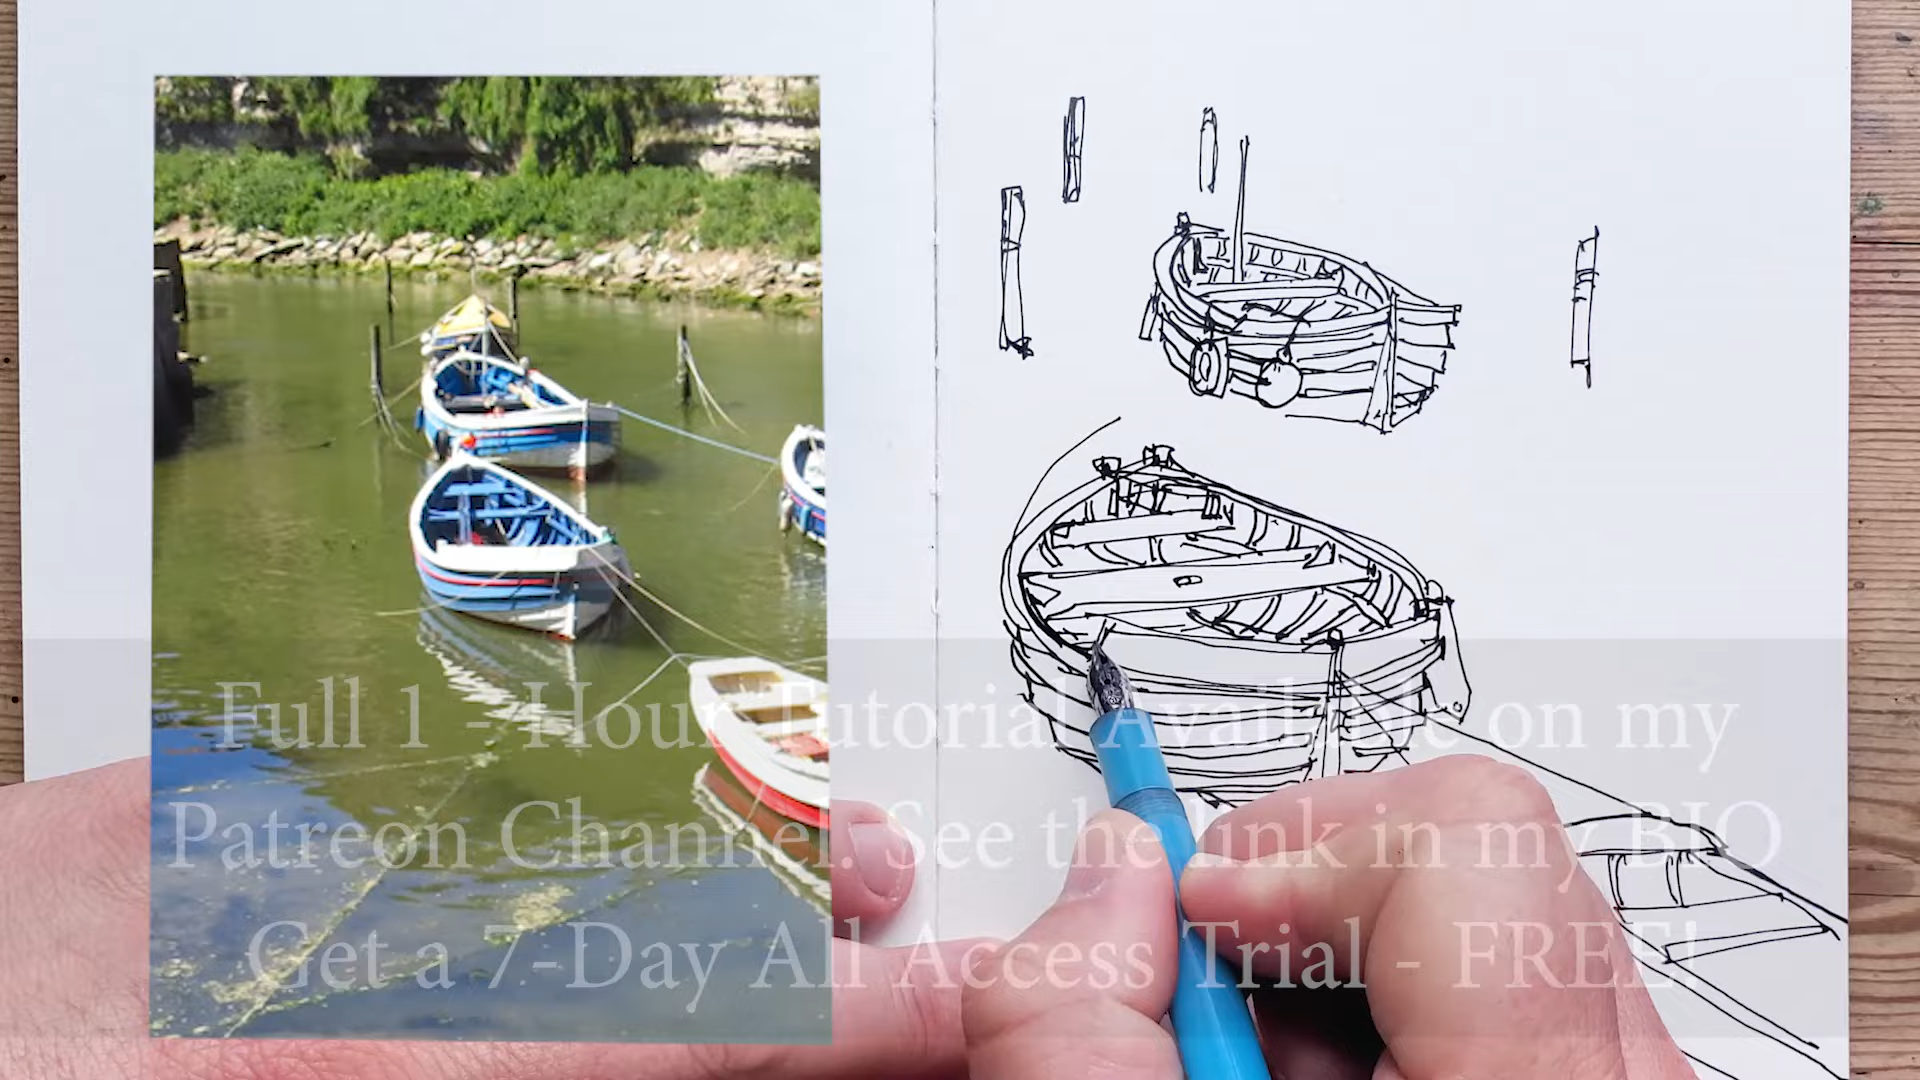 Full 1 - Hour Tutorial Available on my
Patreon Channel. See the link in my BIO
Get a 7-Day All Access Trial - FREE!